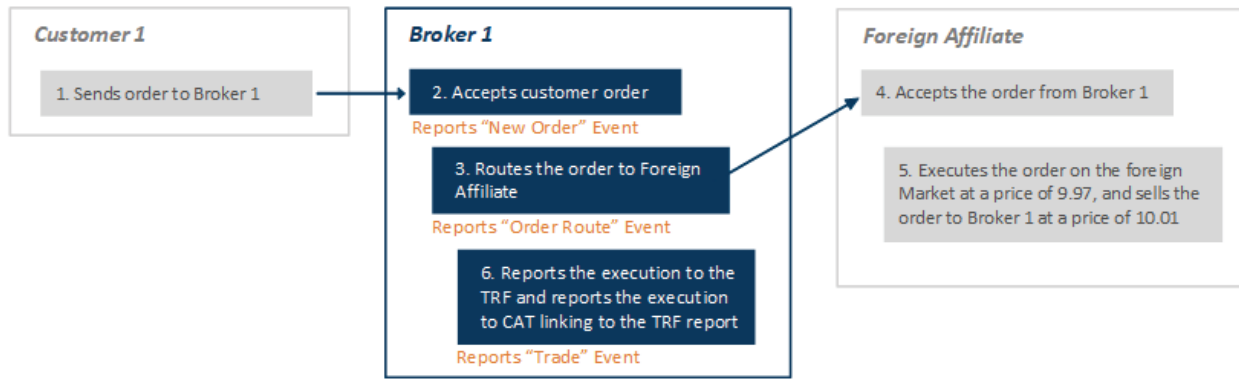 Customer 1
1. Sends order to Broker 1
Broker 1
2. Accepts customer order
Reports “New Order” Event
3. Routes the order to Foreign
Affiliate
Reports “Order Route” Event
6. Reports the execution to the
TRF and reports the execution
to CAT linking to the TRF report
Reports “Trade” Event
Foreign Affiliate
4. Accepts the order from Broker 1
5. Executes the order on the foreign
Market at a price of 9.97, and sells the
order to Broker 1 at a price of 10.01